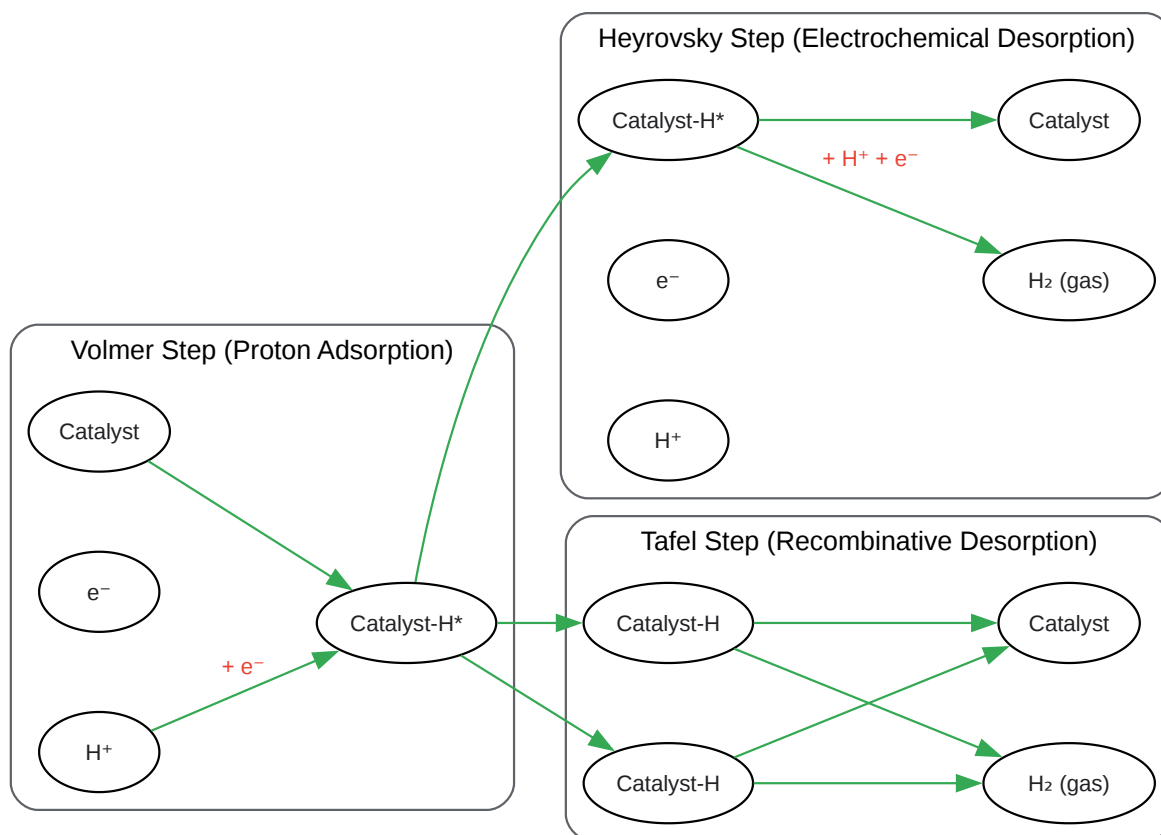 Heyrovsky Step (Electrochemical Desorption)
Catalyst-H*
Catalyst
+ H⁺ + e⁻
e⁻
H₂ (gas)
H⁺
Volmer Step (Proton Adsorption)
Catalyst
e⁻
Catalyst-H*
+ e⁻
H⁺
Tafel Step (Recombinative Desorption)
Catalyst-H
Catalyst
Catalyst-H
H₂ (gas)